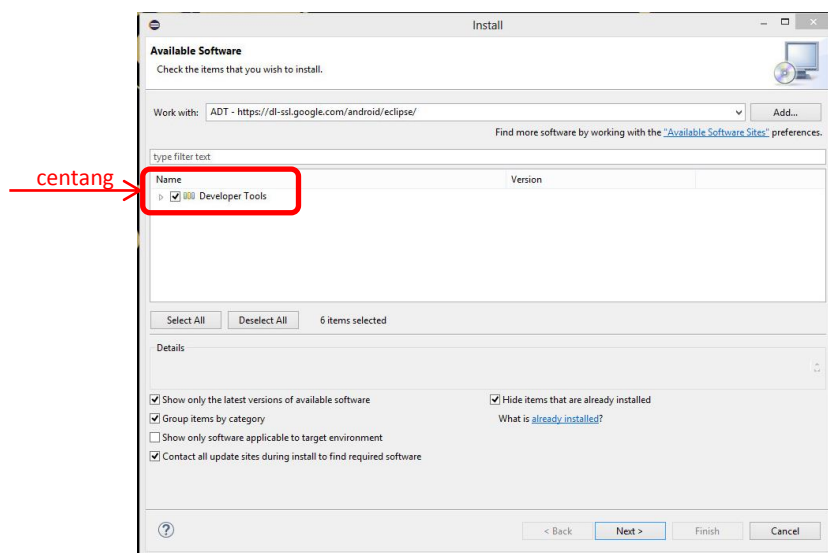 Install
Available Software
Check the items that you wish to install.
Work with: ADT - https://dl-ssl.google.com/android/eclipse/ Add...
Find more software by working with the "Available Software Sites" preferences.
type filter text
centang
Name Version
Developer Tools
Select All Deselect All 6 items selected
Details
Show only the latest versions of available software Hide items that are already installed
Group items by category What is already installed?
Show only software applicable to target environment
Contact all update sites during install to find required software
? < Back Next > Finish Cancel